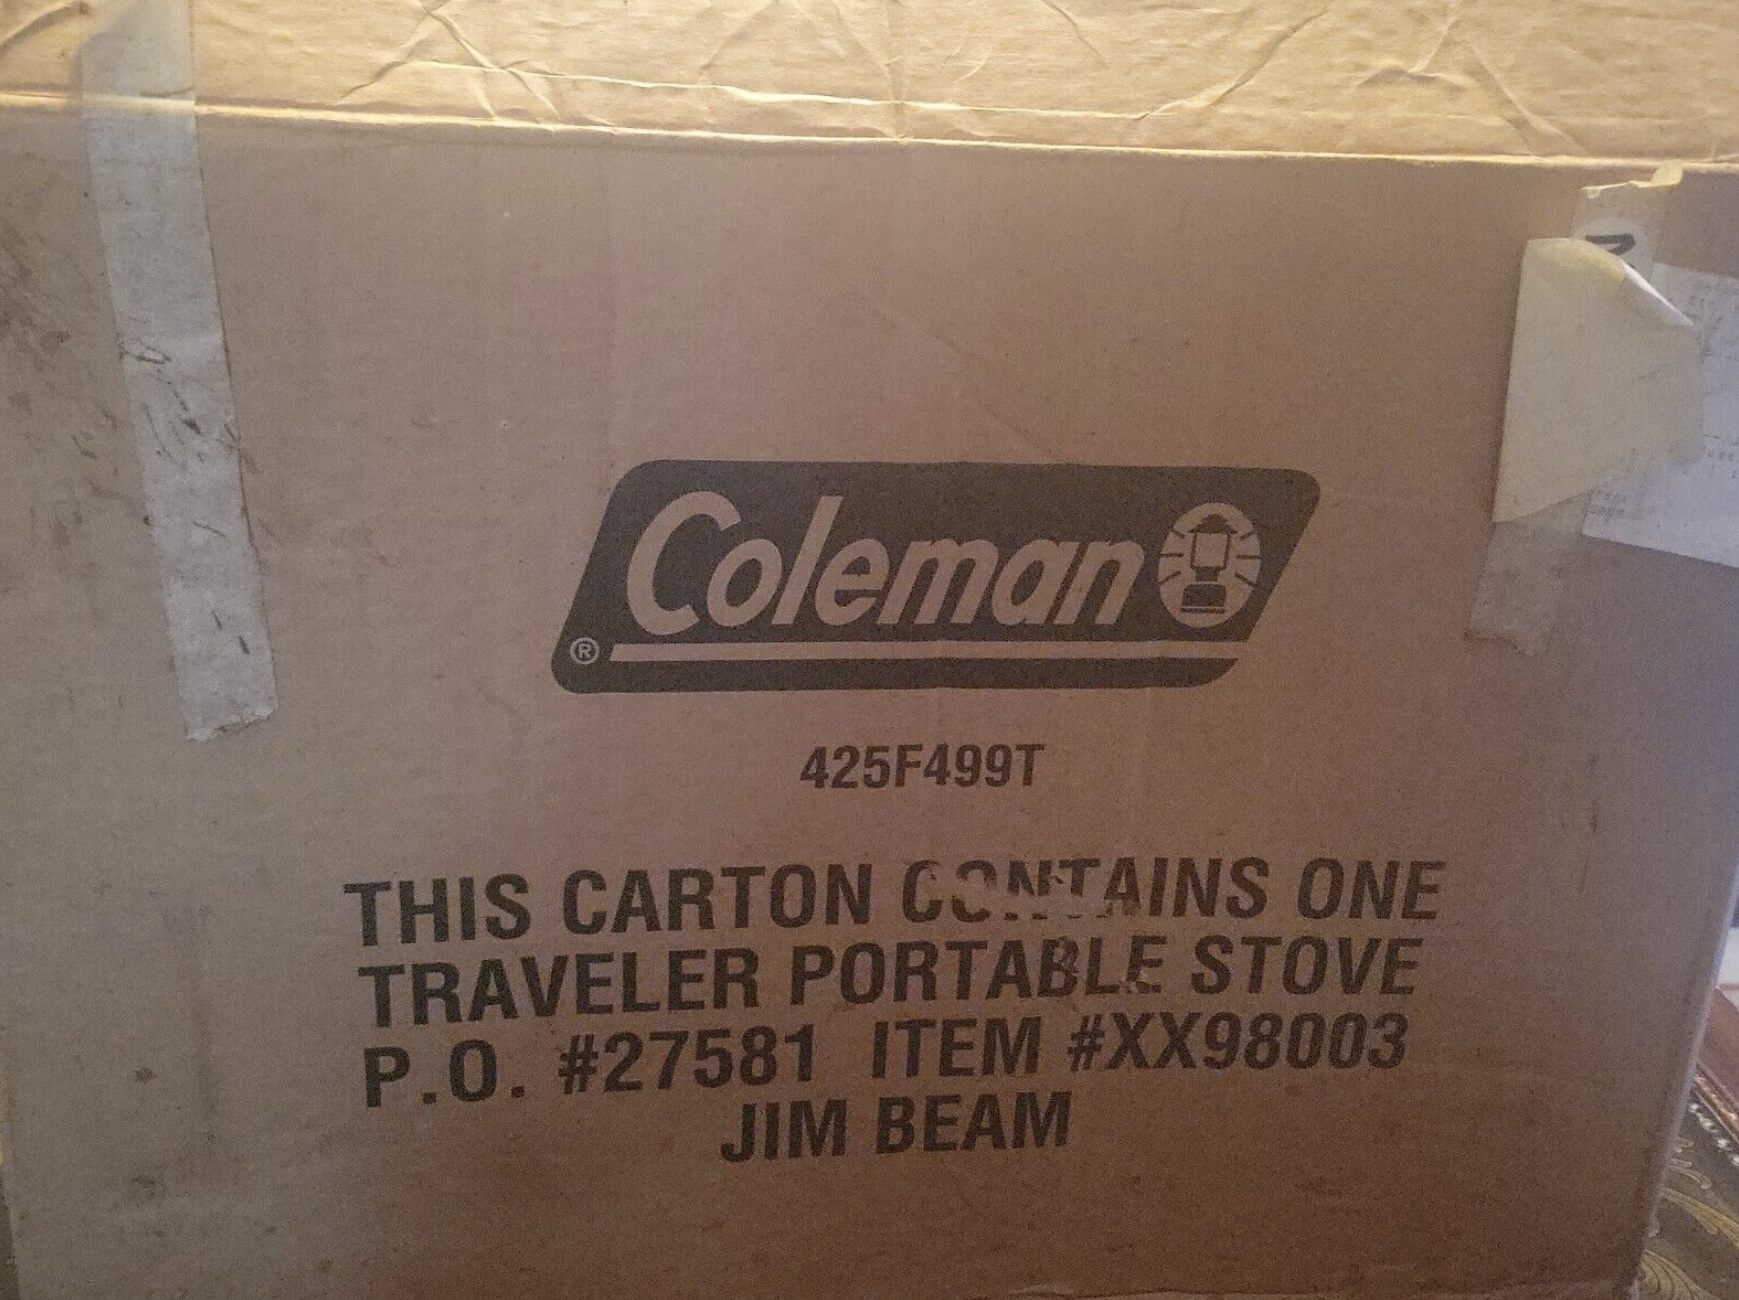 Coleman
®
425F499T
THIS CARTON CONTAINS ONE
TRAVELER PORTABLE STOVE
P.O. #27581 ITEM #XX98003
JIM BEAM